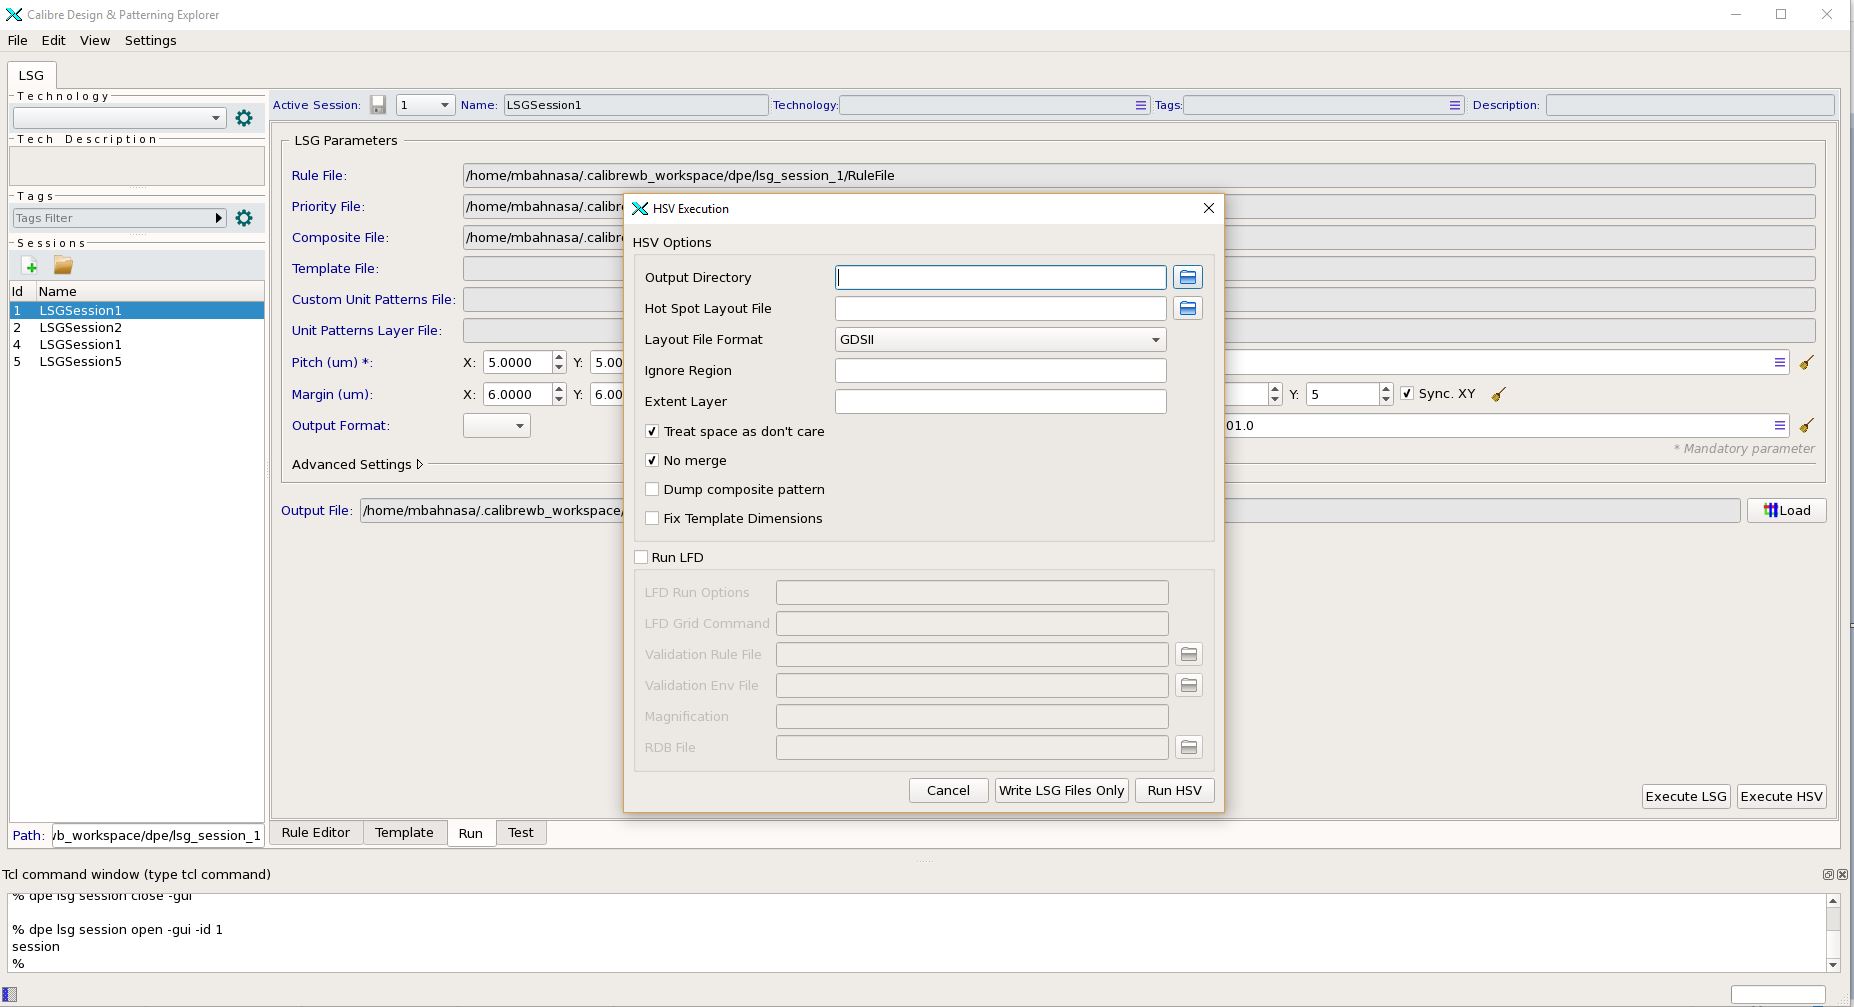 Calibre Design & Patterning Explorer
File Edit View Settings
LSG
Technology
Tech Description
Tags
Tags Filter
Sessions
Id Name
1 LSGSession1
2 LSGSession2
4 LSGSession1
5 LSGSession5
Path: /b_workspace/dpe/lsg_session_1
Active Session: 1 Name: LSGSession1 Technology: Tags: Description:
LSG Parameters
Rule File: /home/mbahnasa/.calibrewb_workspace/dpe/lsg_session_1/RuleFile
Priority File: /home/mbahnasa/.calibr
Composite File: /home/mbahnasa/.calibr
Template File:
Custom Unit Patterns File:
Unit Patterns Layer File:
Pitch (um) *: X: 5.0000 Y: 5.00
Margin (um): X: 6.0000 Y: 6.00 Y: 5 Sync. XY
Output Format: 01.0
* Mandatory parameter
Advanced Settings
Output File: /home/mbahnasa/.calibrewb_workspace/ Load
HSV Execution
HSV Options
Output Directory
Hot Spot Layout File
Layout File Format GDSII
Ignore Region
Extent Layer
Treat space as don't care
No merge
Dump composite pattern
Fix Template Dimensions
Run LFD
LFD Run Options
LFD Grid Command
Validation Rule File
Validation Env File
Magnification
RDB File
Cancel Write LSG Files Only Run HSV
Execute LSG Execute HSV
Rule Editor Template Run Test
Tcl command window (type tcl command)
% dpe lsg session close -gui
% dpe lsg session open -gui -id 1
session
%